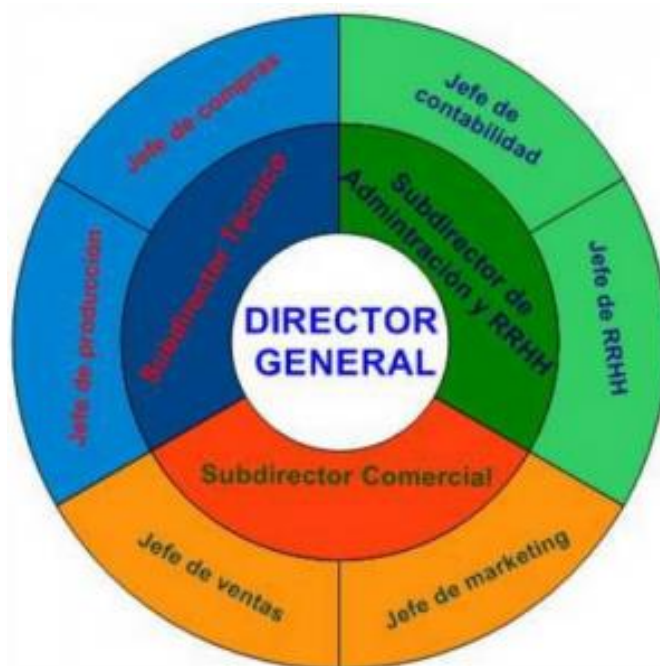 DIRECTOR
GENERAL
Subdirector Técnico
Subdirector de
Admintración y RRHH
Subdirector Comercial
Jefe de compras
Jefe de
contabilidad
Jefe de RRHH
Jefe de marketing
Jefe de ventas
Jefe de producción